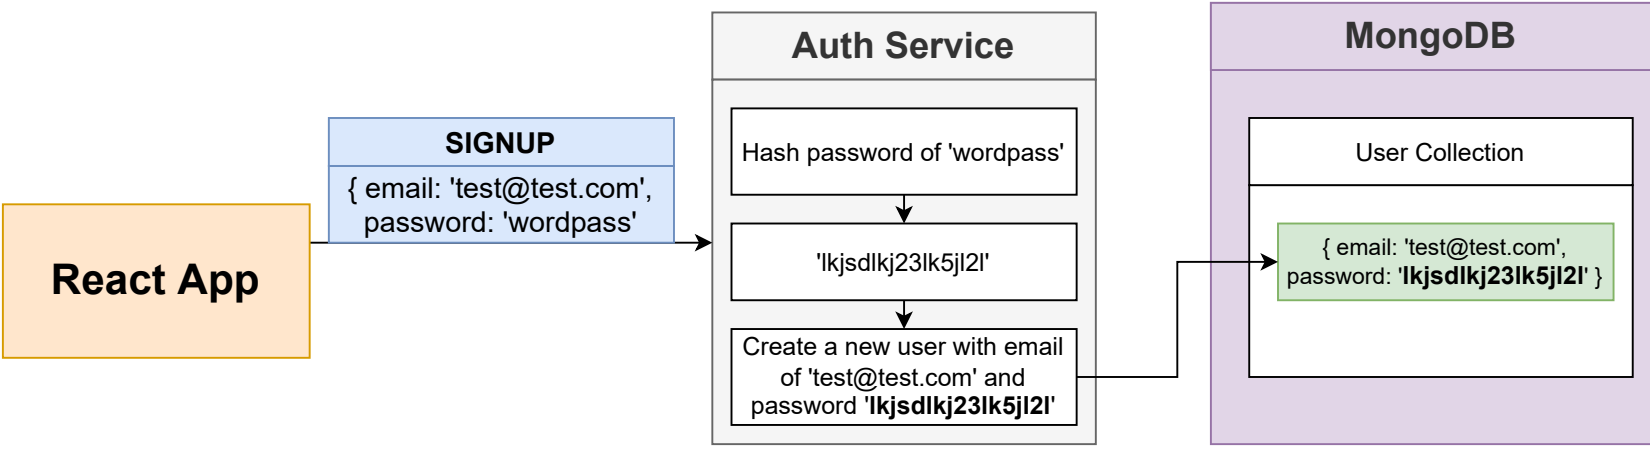 React App
SIGNUP
{ email: 'test@test.com',
password: 'wordpass'
Auth Service
Hash password of 'wordpass'
'lkjsdlkj23lk5jl2l'
Create a new user with email
of 'test@test.com' and
password 'lkjsdlkj23lk5jl2l'
MongoDB
User Collection
{ email: 'test@test.com',
password: 'lkjsdlkj23lk5jl2l' }